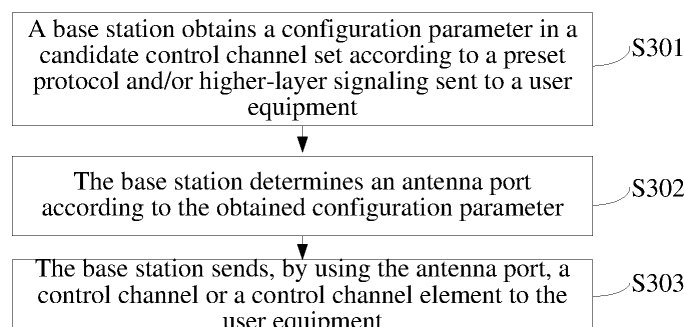 A base station obtains a configuration parameter in a
candidate control channel set according to a preset
protocol and/or higher-layer signaling sent to a user
equipment
S301
The base station determines an antenna port
according to the obtained configuration parameter
S302
The base station sends, by using the antenna port, a
control channel or a control channel element to the
user equipment
S303